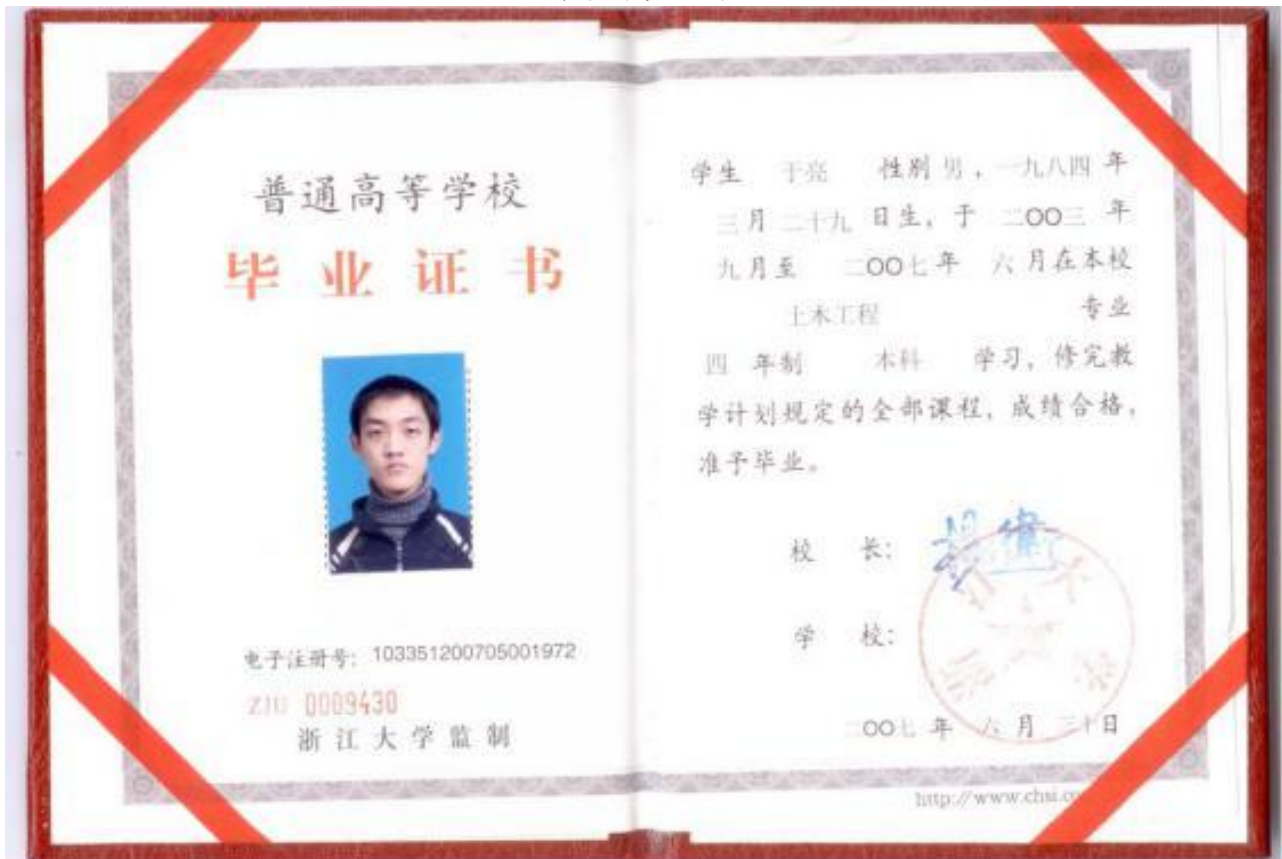 普通高等学校
毕业证书
电子注册号: 103351200705001972
ZJU 0009430
浙江大学监制
学生 于亮 性别 男，一九八四 年
三月 二十九 日生，于 二OO三 年
九月至 二OO七年 六月在本校
土木工程 专业
四 年制 本科 学习，修完教
学计划规定的全部课程，成绩合格，
准予毕业。
校 长:
学 校:
二OO七 年 六 月 三十日
http://www.chsi.co